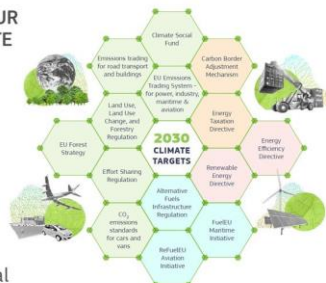 UR
TE
Climate Social
Fund
Emissions trading
for road transport
and buildings
EU Emissions
Trading System -
for power, industry,
maritime &
aviation
Carbon Border
Adjustment
Mechanism
Land Use,
Land Use
Change, and
Forestry
Regulation
2030
CLIMATE
TARGETS
Energy
Taxation
Directive
EU Forest
Strategy
Energy
Efficiency
Directive
Effort Sharing
Regulation
Renewable
Energy
Directive
Alternative
Fuels
Infrastructure
Regulation
CO₂
emissions
standards
for cars and
vans
FuelEU
Maritime
Initiative
ReFuelEU
Aviation
Initiative
al